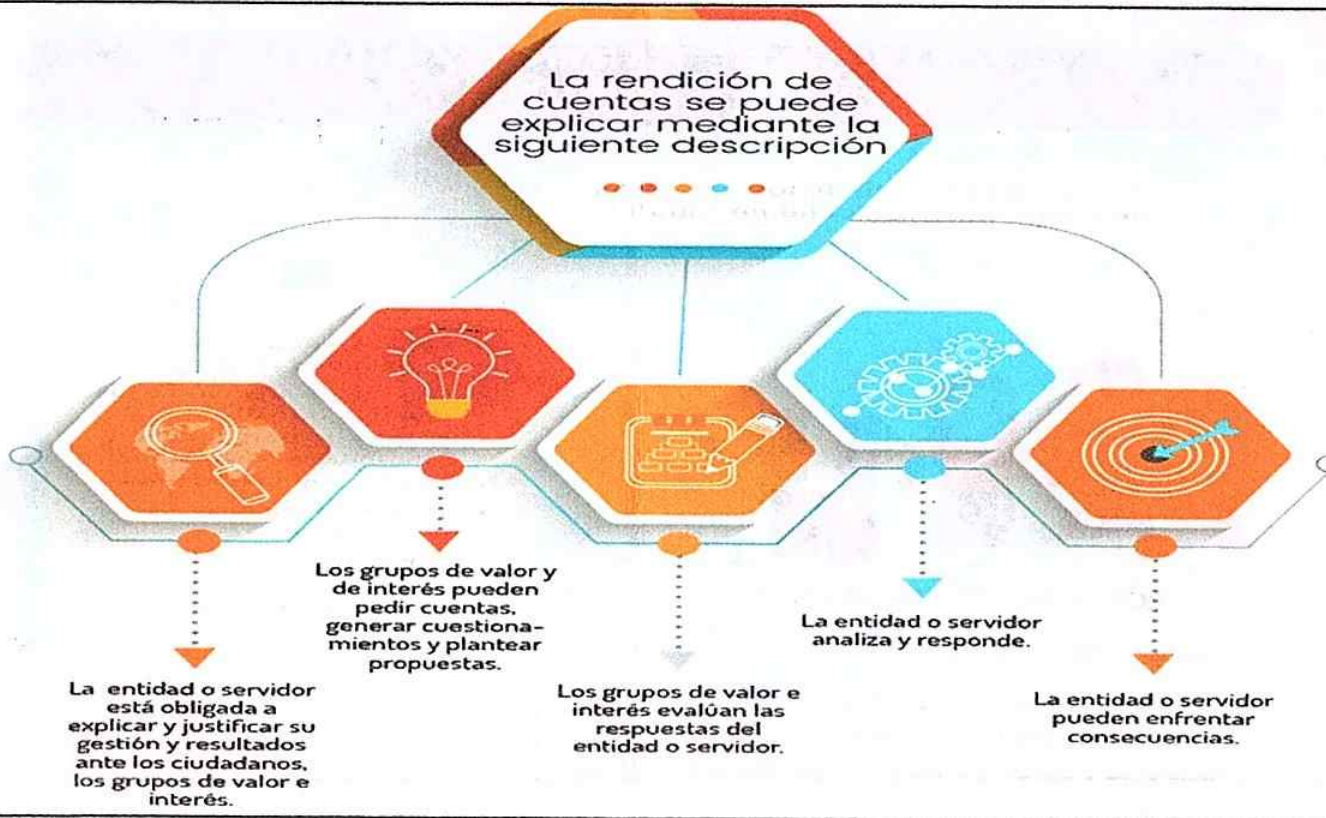 La rendición de
cuentas se puede
explicar mediante la
siguiente descripción
La entidad o servidor
está obligada a
explicar y justificar su
gestión y resultados
ante los ciudadanos,
los grupos de valor e
interés.
Los grupos de valor y
de interés pueden
pedir cuentas,
generar cuestiona-
mientos y plantear
propuestas.
Los grupos de valor e
interés evalúan las
respuestas del
entidad o servidor.
La entidad o servidor
analiza y responde.
La entidad o servidor
pueden enfrentar
consecuencias.